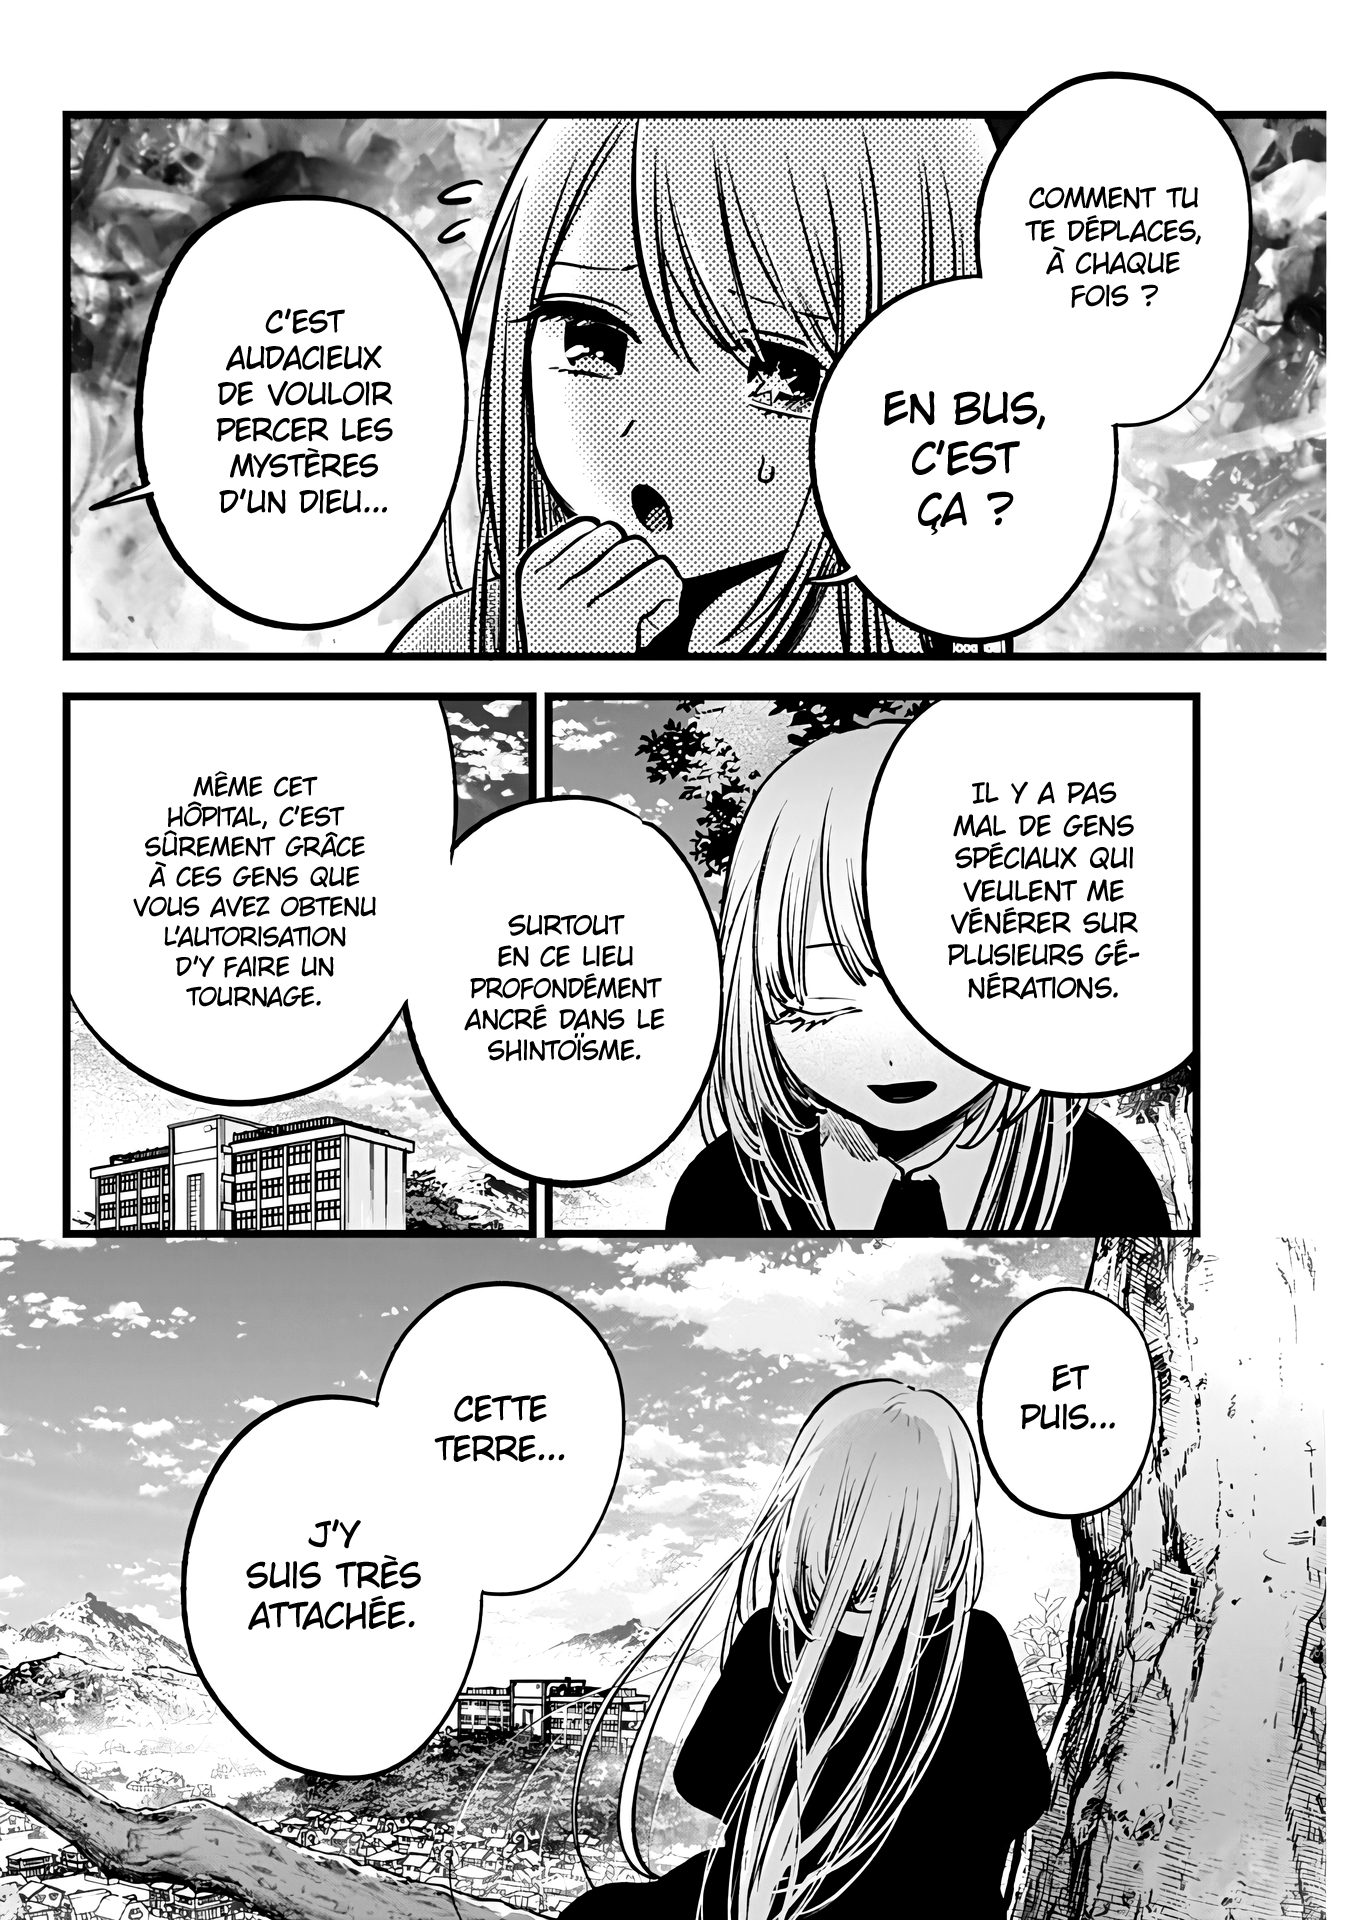 COMMENT TU
TE DÉPLACES,
À CHAQUE
FOIS ?
EN BUS,
C'EST
ÇA ?
C'EST
AUDACIEUX
DE VOULOIR
PERCER LES
MYSTÈRES
D'UN DIEU...
IL Y A PAS
MAL DE GENS
SPÉCIAUX QUI
VEULENT ME
VÉNÉRER SUR
PLUSIEURS GÉ-
NÉRATIONS.
SURTOUT
EN CE LIEU
PROFONDÉMENT
ANCRÉ DANS LE
SHINTOÏSME.
MÊME CET
HÔPITAL, C'EST
SÛREMENT GRÂCE
À CES GENS QUE
VOUS AVEZ OBTENU
L'AUTORISATION
D'Y FAIRE UN
TOURNAGE.
ET
PUIS...
CETTE
TERRE...
J'Y
SUIS TRÈS
ATTACHÉE.